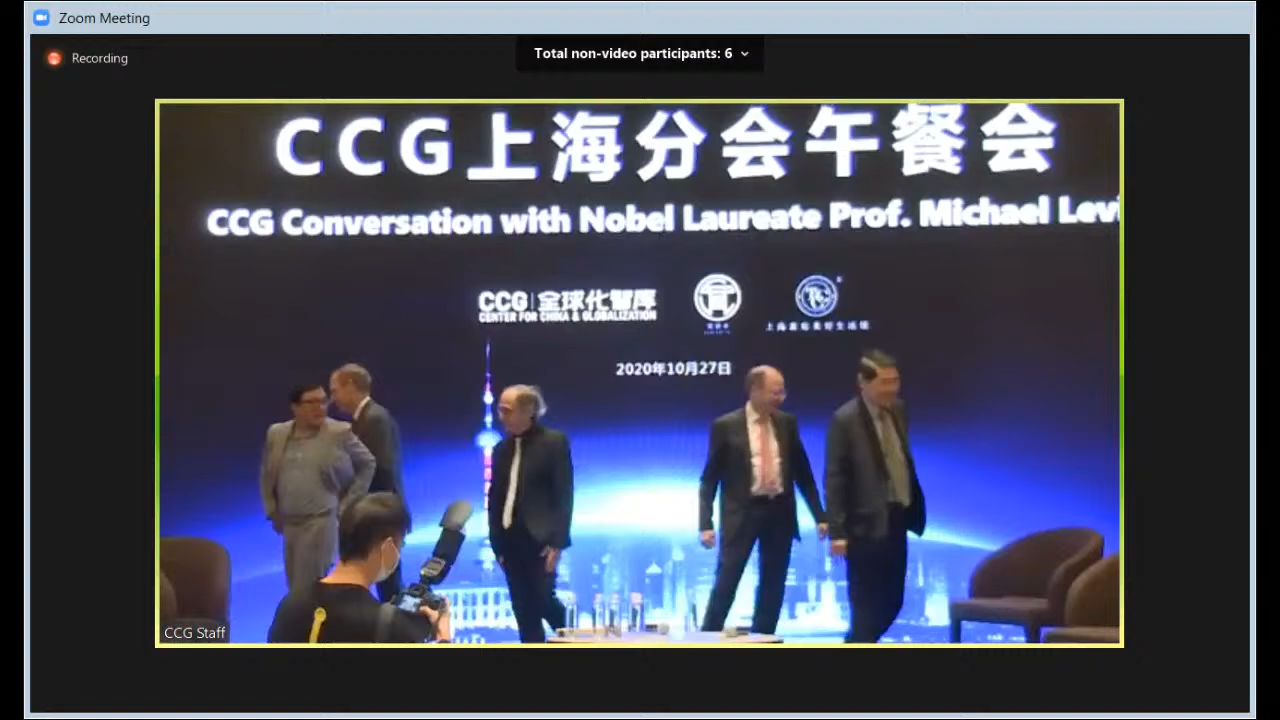 Zoom Meeting
Recording
Total non-video participants: 6
CCG上海分会午餐会
CCG Conversation with Nobel Laureate Prof. Michael Levi
CCG 全球化智库
CENTER FOR CHINA & GLOBALIZATION
2020年10月27日
CCG Staff